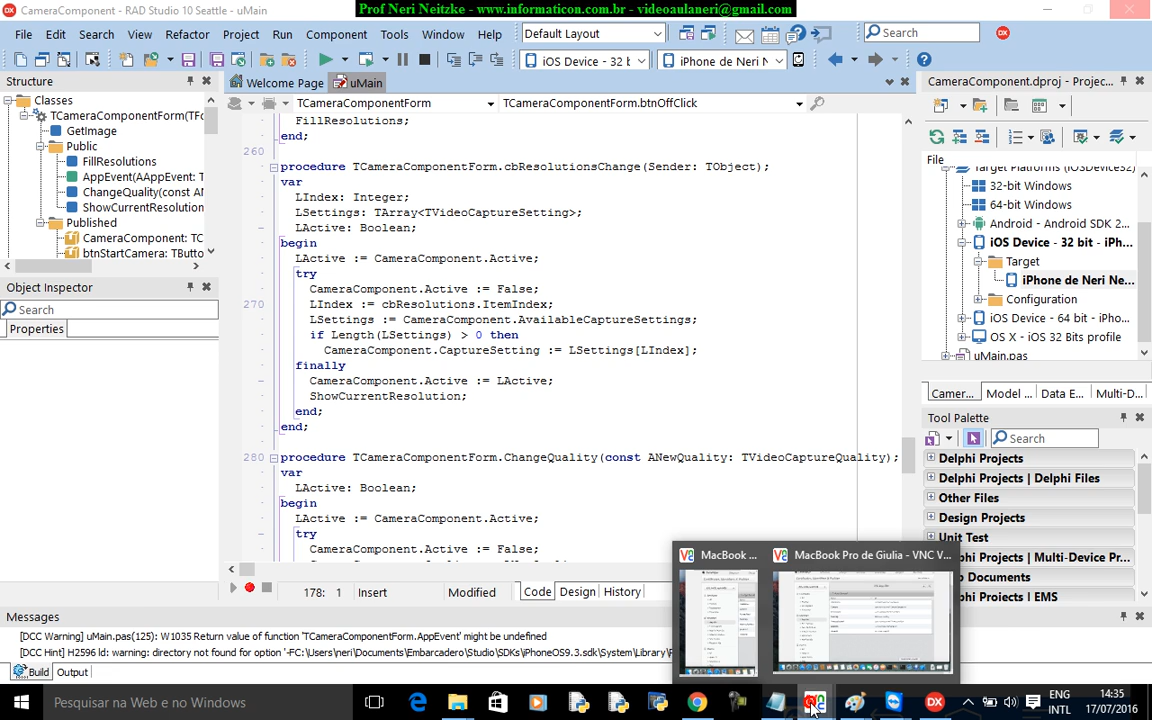 CameraComponent - RAD Studio 10 Seattle - uMain
Prof Neri Neitzke - www.informaticon.com.br - videoaulaneri@gmail.com
File Edit Search View Refactor Project Run Component Tools Window Help
Default Layout
Search
iOS Device - 32 b
iPhone de Neri N
Structure
Welcome Page
uMain
CameraComponent.dproj - Projec...
Classes
TCameraComponentForm(TFo
GetImage
Public
FillResolutions
AppEvent(AAppEvent: T
ChangeQuality(const AN
ShowCurrentResolution
Published
CameraComponent: TC
btnStartCamera: TButto
Object Inspector
Search
Properties
TCameraComponentForm
TCameraComponentForm.btnOffClick
FillResolutions;
end;
260
procedure TCameraComponentForm.cbResolutionsChange(Sender: TObject);
var
LIndex: Integer;
LSettings: TArray<TVideoCaptureSetting>;
LActive: Boolean;
begin
LActive := CameraComponent.Active;
try
CameraComponent.Active := False;
270 LIndex := cbResolutions.ItemIndex;
LSettings := CameraComponent.AvailableCaptureSettings;
if Length(LSettings) > 0 then
CameraComponent.CaptureSetting := LSettings[LIndex];
finally
CameraComponent.Active := LActive;
ShowCurrentResolution;
end;
end;
280 procedure TCameraComponentForm.ChangeQuality(const ANewQuality: TVideoCaptureQuality);
var
LActive: Boolean;
begin
LActive := CameraComponent.Active;
try
CameraComponent.Active := False;
178: 1 Insert Modified Code Design History
File
Target Platforms (iOSDevice32)
32-bit Windows
64-bit Windows
Android - Android SDK 2...
iOS Device - 32 bit - iPh...
Target
iPhone de Neri Ne...
Configuration
iOS Device - 64 bit - iPho...
OS X - iOS 32 Bits profile
uMain.pas
Camer... Model ... Data E... Multi-D...
Tool Palette
Search
Delphi Projects
Delphi Projects | Delphi Files
Other Files
Design Projects
Unit Test
Delphi Projects | Multi-Device Pr...
Documents
Projects | EMS
MacBook ...
MacBook Pro de Giulia - VNC V...
Messages
[DCC Warning] uMain.pas(125): W1035 Return value of function 'TCameraComponentForm.AppEvent' might be undefined
[DCC Hint] H2596 ld: warning: directory not found for option '-FC:\Users\neri\Documents\Embarcadero\Studio\SDKs\iPhoneOS9.3.sdk\System\Library\F
Build Output
Pesquisar na Web e no Windows
ENG
INTL
14:35
17/07/2016